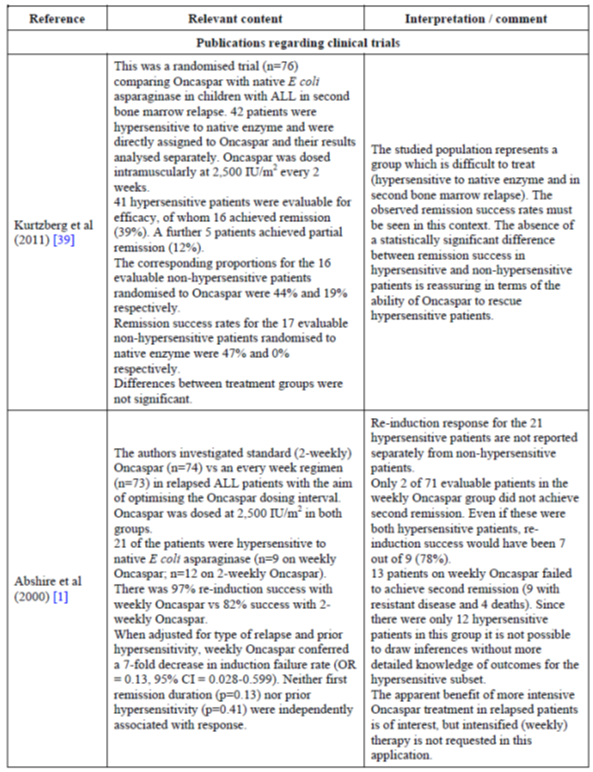 Reference Relevant content Interpretation / comment
Publications regarding clinical trials
Kurtzberg et al
(2011) [39]
This was a randomised trial (n=76)
comparing Oncaspar with native E coli
asparaginase in children with ALL in second
bone marrow relapse. 42 patients were
hypersensitive to native enzyme and were
directly assigned to Oncaspar and their results
analysed separately. Oncaspar was dosed
intramuscularly at 2,500 IU/m² every 2
weeks.
41 hypersensitive patients were evaluable for
efficacy, of whom 16 achieved remission
(39%). A further 5 patients achieved partial
remission (12%).
The corresponding proportions for the 16
evaluable non-hypersensitive patients
randomised to Oncaspar were 44% and 19%
respectively.
Remission success rates for the 17 evaluable
non-hypersensitive patients randomised to
native enzyme were 47% and 0%
respectively.
Differences between treatment groups were
not significant.
The studied population represents a
group which is difficult to treat
(hypersensitive to native enzyme and in
second bone marrow relapse). The
observed remission success rates must
be seen in this context. The absence of
a statistically significant difference
between remission success in
hypersensitive and non-hypersensitive
patients is reassuring in terms of the
ability of Oncaspar to rescue
hypersensitive patients.
Abshire et al
(2000) [1]
The authors investigated standard (2-weekly)
Oncaspar (n=74) vs an every week regimen
(n=73) in relapsed ALL patients with the aim
of optimising the Oncaspar dosing interval.
Oncaspar was dosed at 2,500 IU/m² in both
groups.
21 of the patients were hypersensitive to
native E coli asparaginase (n=9 on weekly
Oncaspar; n=12 on 2-weekly Oncaspar).
There was 97% re-induction success with
weekly Oncaspar vs 82% success with 2-
weekly Oncaspar.
When adjusted for type of relapse and prior
hypersensitivity, weekly Oncaspar conferred
a 7-fold decrease in induction failure rate (OR
= 0.13, 95% CI = 0.028-0.599). Neither first
remission duration (p=0.13) nor prior
hypersensitivity (p=0.41) were independently
associated with response.
Re-induction response for the 21
hypersensitive patients are not reported
separately from non-hypersensitive
patients.
Only 2 of 71 evaluable patients in the
weekly Oncaspar group did not achieve
second remission. Even if these were
both hypersensitive patients, re-
induction success would have been 7
out of 9 (78%).
13 patients on weekly Oncaspar failed
to achieve second remission (9 with
resistant disease and 4 deaths). Since
there were only 12 hypersensitive
patients in this group it is not possible
to draw inferences without more
detailed knowledge of outcomes for the
hypersensitive subset.
The apparent benefit of more intensive
Oncaspar treatment in relapsed patients
is of interest, but intensified (weekly)
therapy is not requested in this
application.